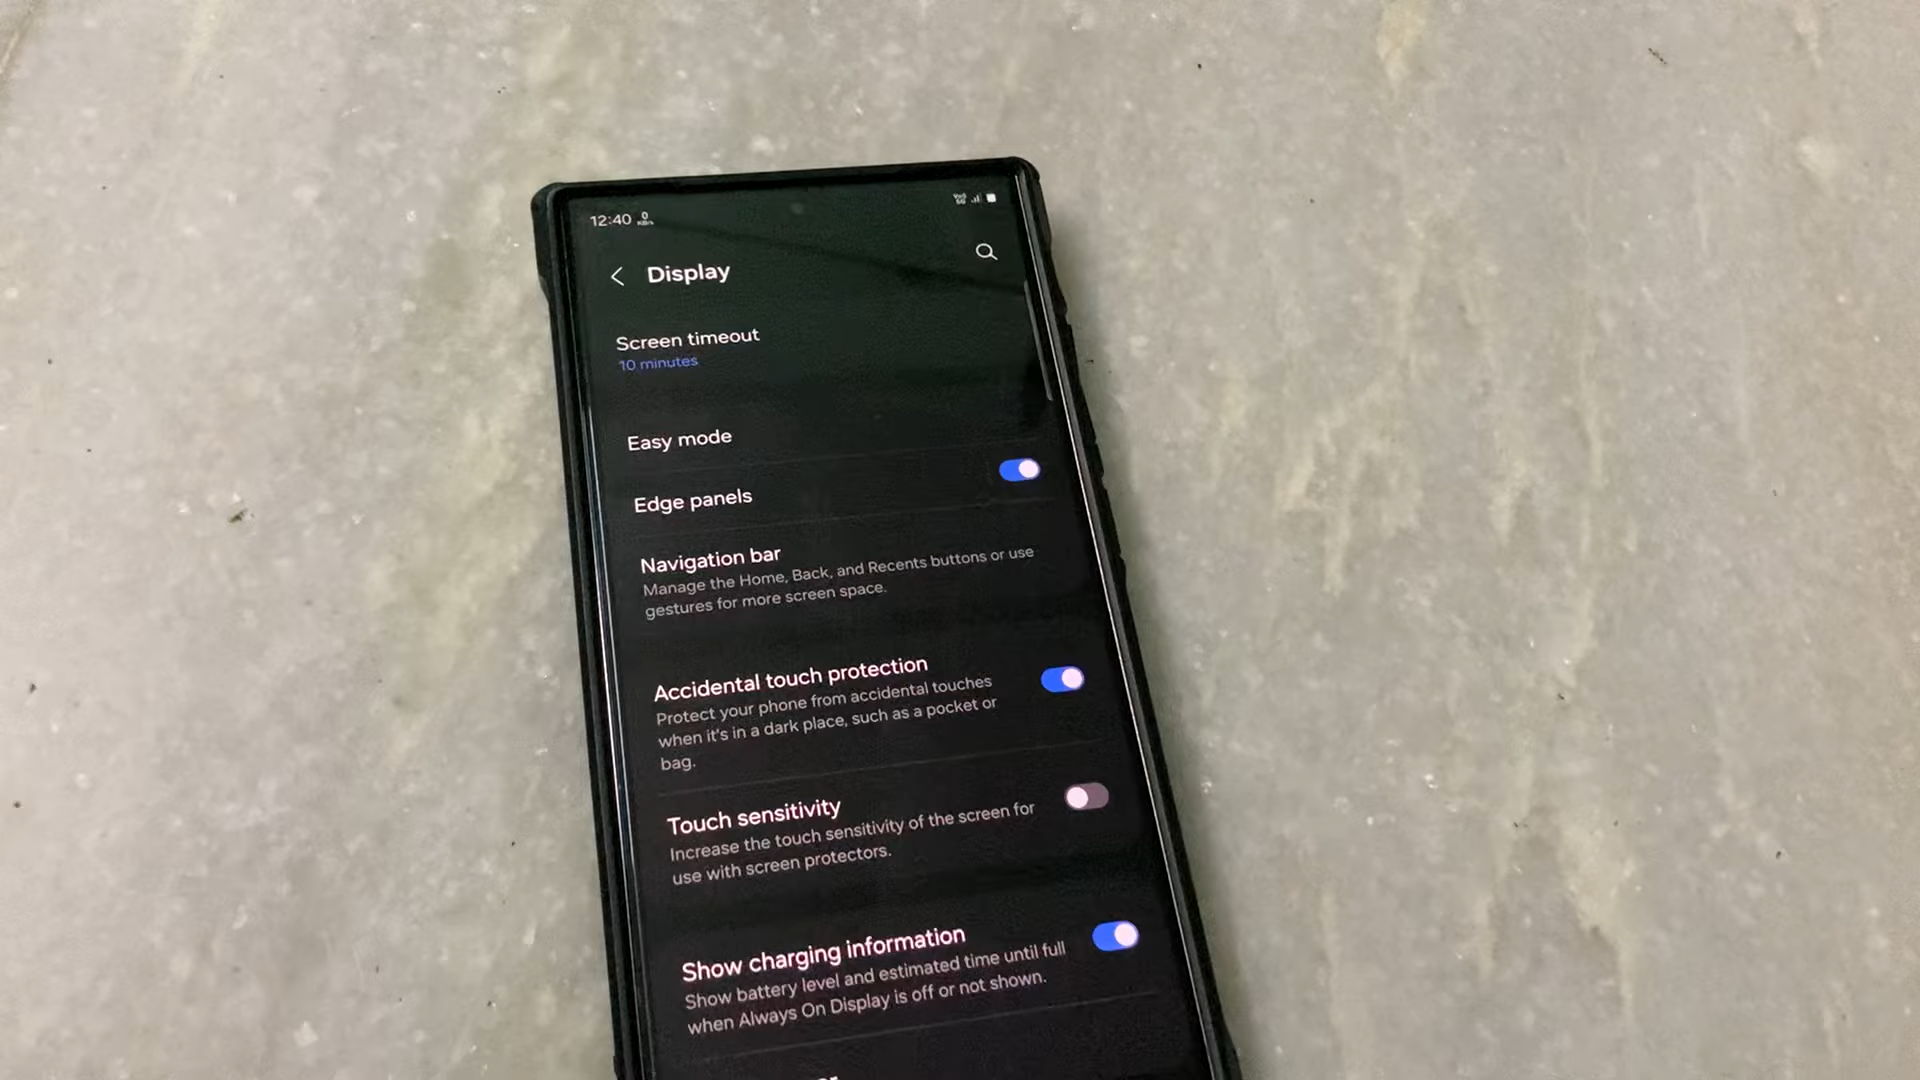 12:40 0 KB/s
Display
Screen timeout
10 minutes
Easy mode
Edge panels
Navigation bar
Manage the Home, Back, and Recents buttons or use
gestures for more screen space.
Accidental touch protection
Protect your phone from accidental touches
when it's in a dark place, such as a pocket or
bag.
Touch sensitivity
Increase the touch sensitivity of the screen for
use with screen protectors.
Show charging information
Show battery level and estimated time until full
when Always On Display is off or not shown.